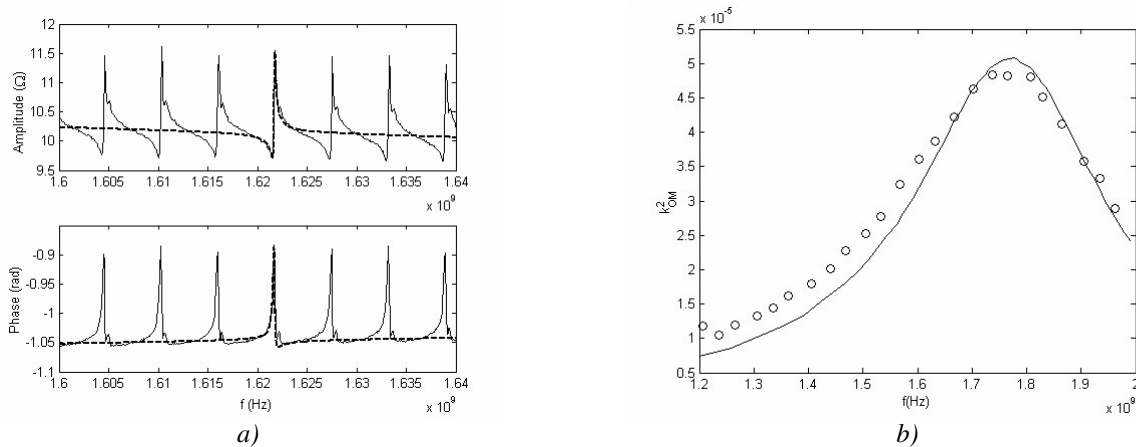 12
11.5
11
10.5
10
9.5
Amplitude (Ω)
1.6 1.605 1.61 1.615 1.62 1.625 1.63 1.635 1.64
x 10⁹
-0.9
-0.95
-1
-1.05
-1.1
Phase (rad)
1.6 1.605 1.61 1.615 1.62 1.625 1.63 1.635 1.64
f (Hz)
x 10⁹
a)
x 10⁻⁵
5.5
5
4.5
4
3.5
3
2.5
2
1.5
1
0.5
k²OM
1.2 1.3 1.4 1.5 1.6 1.7 1.8 1.9 2
f(Hz)
x 10⁹
b)